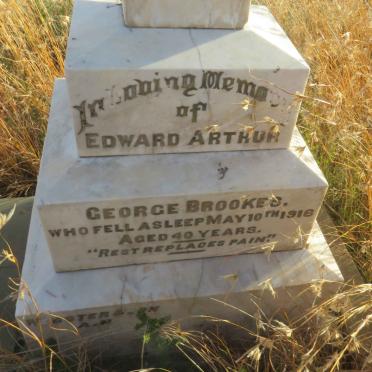 In Loving Memory
of
EDWARD ARTHUR
GEORGE BROOKES.
WHO FELL ASLEEP MAY 10TH 1916
AGED 40 YEARS.
"REST REPLACES PAIN"